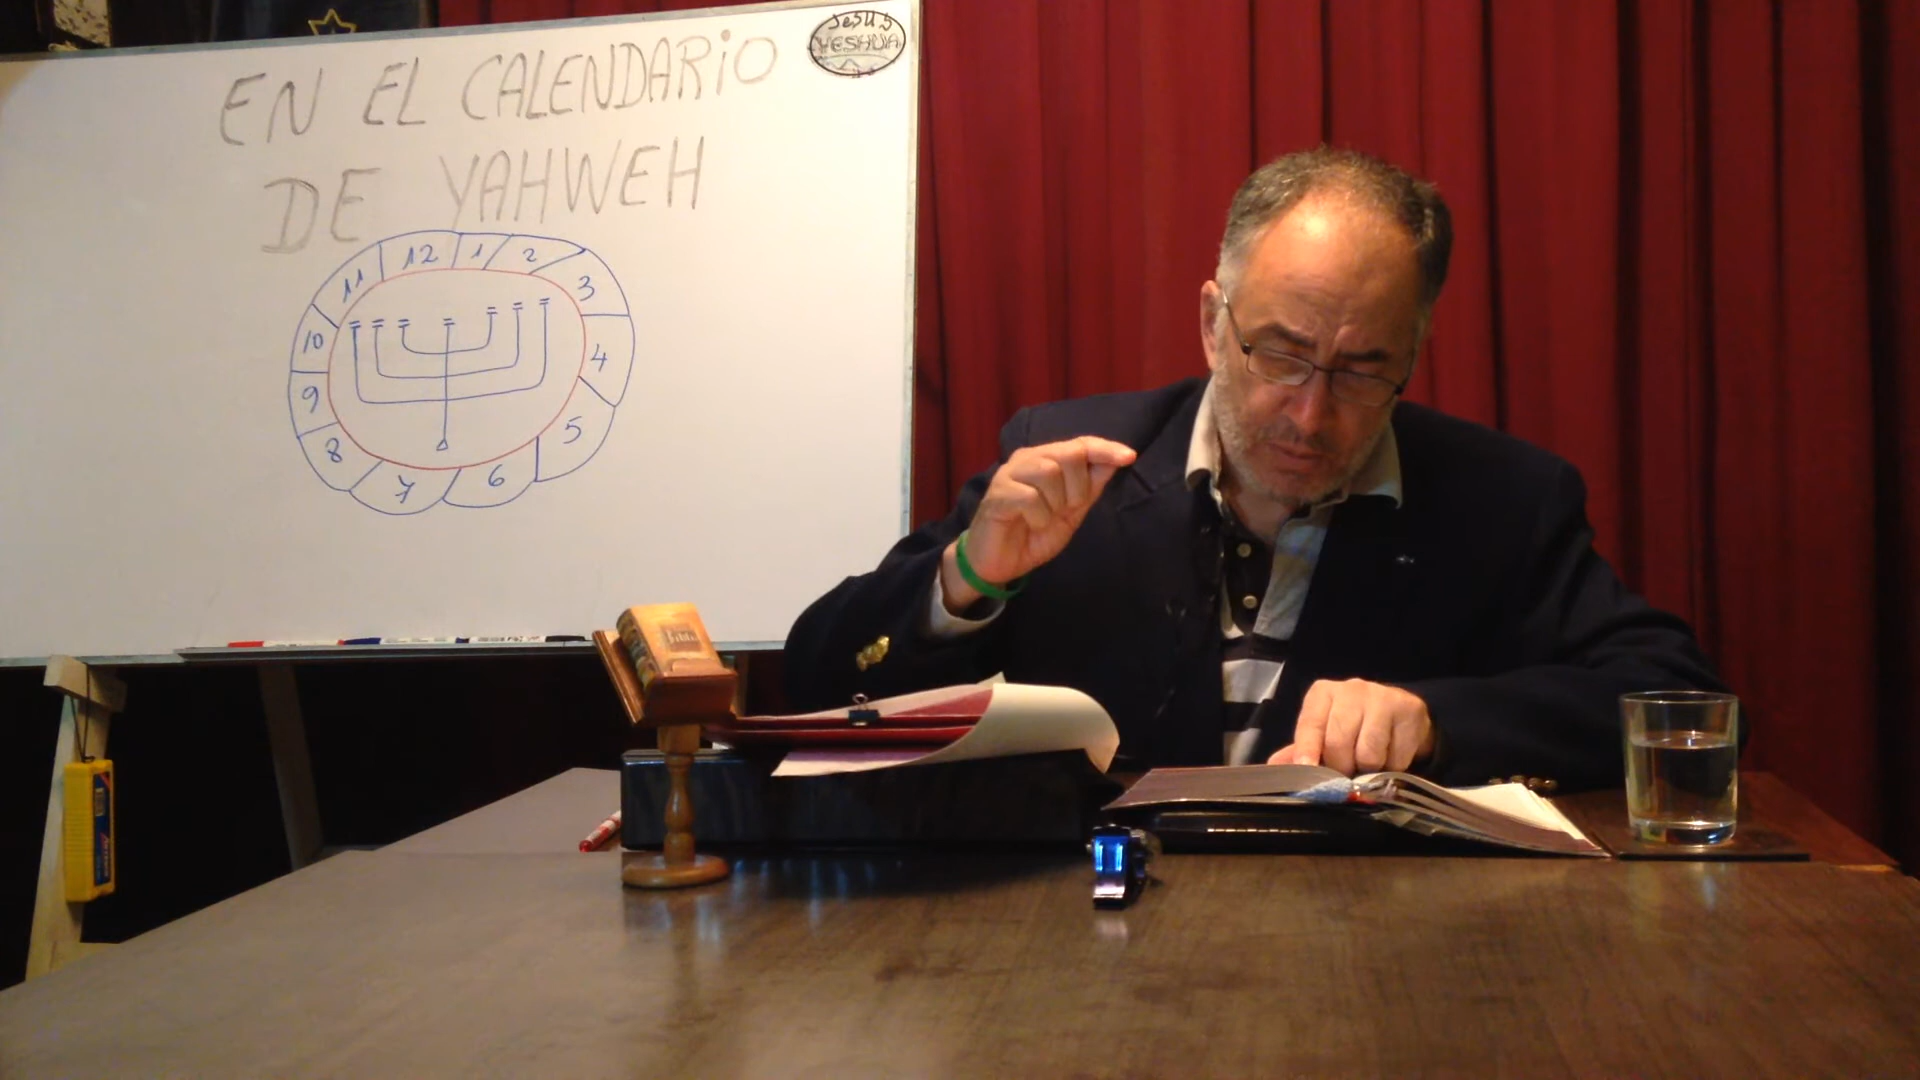 EN EL CALENDARiO
DE YAHWEH
JeSUS
YESHUA
12 1 2
11 3
10 4
9 5
8 7 6
Biblia